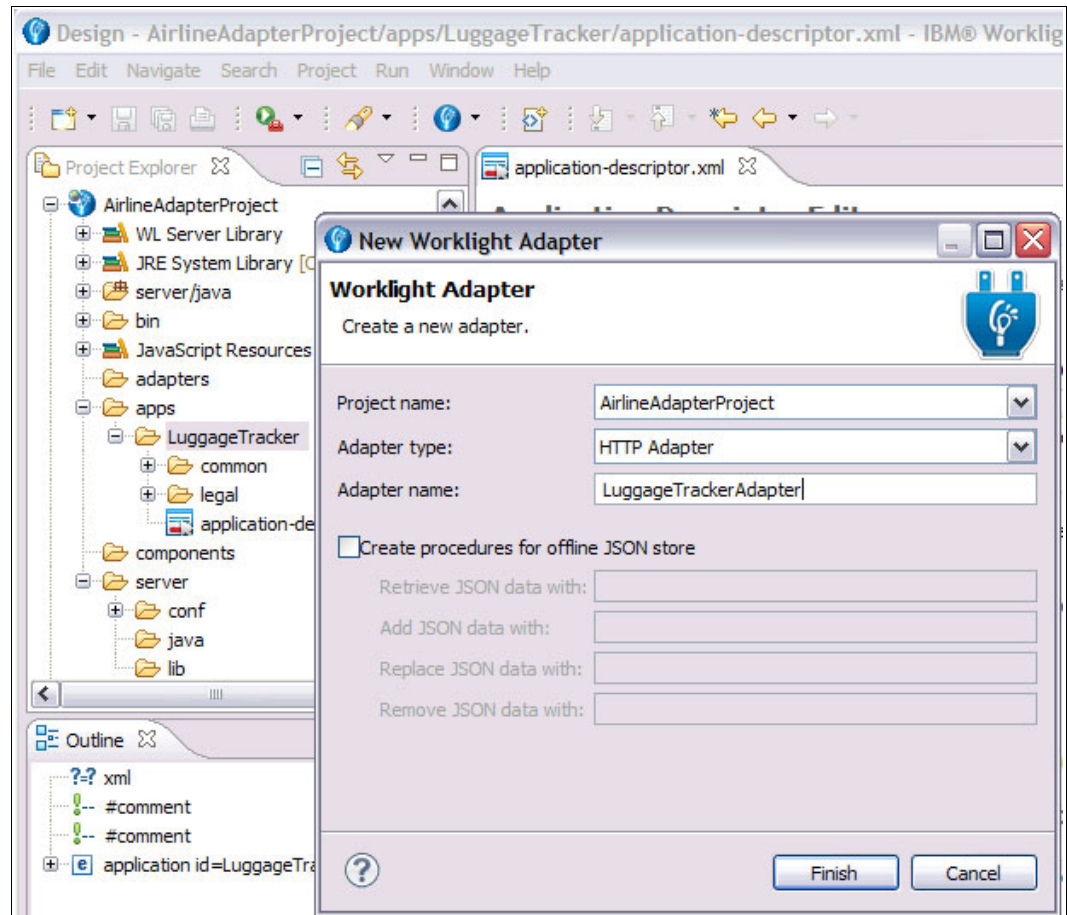 Design - AirlineAdapterProject/apps/LuggageTracker/application-descriptor.xml - IBM® Worklig
File Edit Navigate Search Project Run Window Help
Project Explorer
application-descriptor.xml
AirlineAdapterProject
WL Server Library
JRE System Library [C
server/java
bin
JavaScript Resources
adapters
apps
LuggageTracker
common
legal
application-de
components
server
conf
java
lib
New Worklight Adapter
Worklight Adapter
Create a new adapter.
Project name: AirlineAdapterProject
Adapter type: HTTP Adapter
Adapter name: LuggageTrackerAdapter
Create procedures for offline JSON store
Retrieve JSON data with:
Add JSON data with:
Replace JSON data with:
Remove JSON data with:
Finish Cancel
Outline
?=? xml
!-- #comment
!-- #comment
e application id=LuggageTra